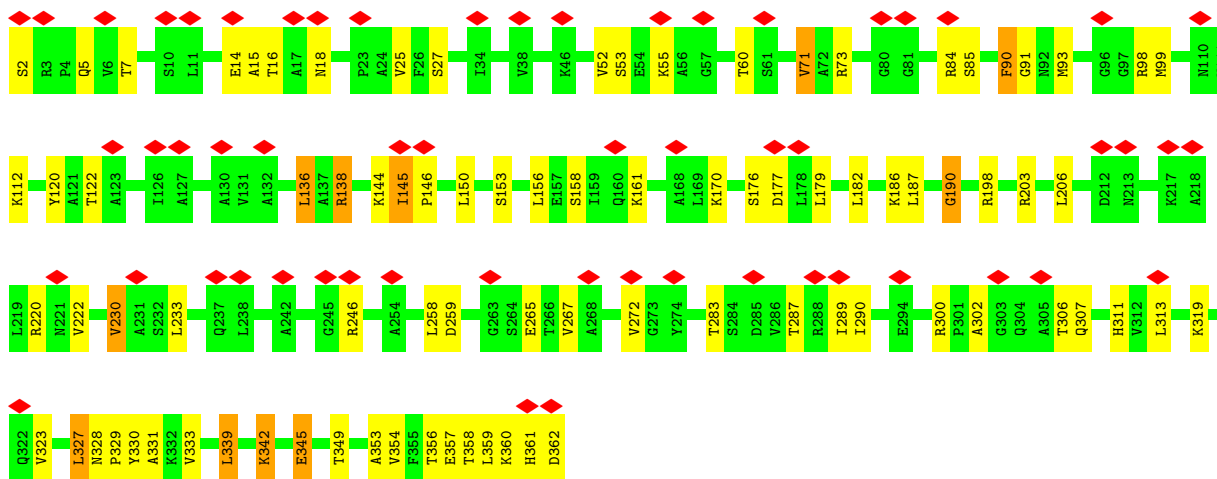 S2 R3 P4 Q5 V6 T7 S10 L11 E14 A15 T16 A17 N18 P23 A24 V25 F26 S27 I34 V38 K46 V52 S53 E54 K55 A56 G57 T60 S61 V71 A72 R73 G80 G81 R84 S85 F90 G91 N92 M93 G96 G97 R98 M99 N110
K112 Y120 A121 T122 A123 I126 A127 A130 V131 A132 L136 A137 R138 K144 I145 P146 L150 S153 L156 E157 S158 I159 Q160 K161 A168 L169 K170 S176 D177 L178 L179 L182 K186 L187 G190 R198 R203 L206 D212 N213 K217 A218
L219 R220 N221 V222 V230 A231 S232 L233 Q237 L238 A242 G245 R246 A254 L258 D259 G263 S264 E265 T266 V267 A268 V272 G273 Y274 T283 S284 D285 V286 T287 R288 I289 I290 E294 R300 P301 A302 G303 Q304 A305 T306 Q307 H311 V312 L313 K319
Q322 V323 L327 N328 P329 Y330 A331 K332 V333 L339 K342 E345 T349 A353 V354 F355 T356 E357 T358 L359 K360 H361 D362